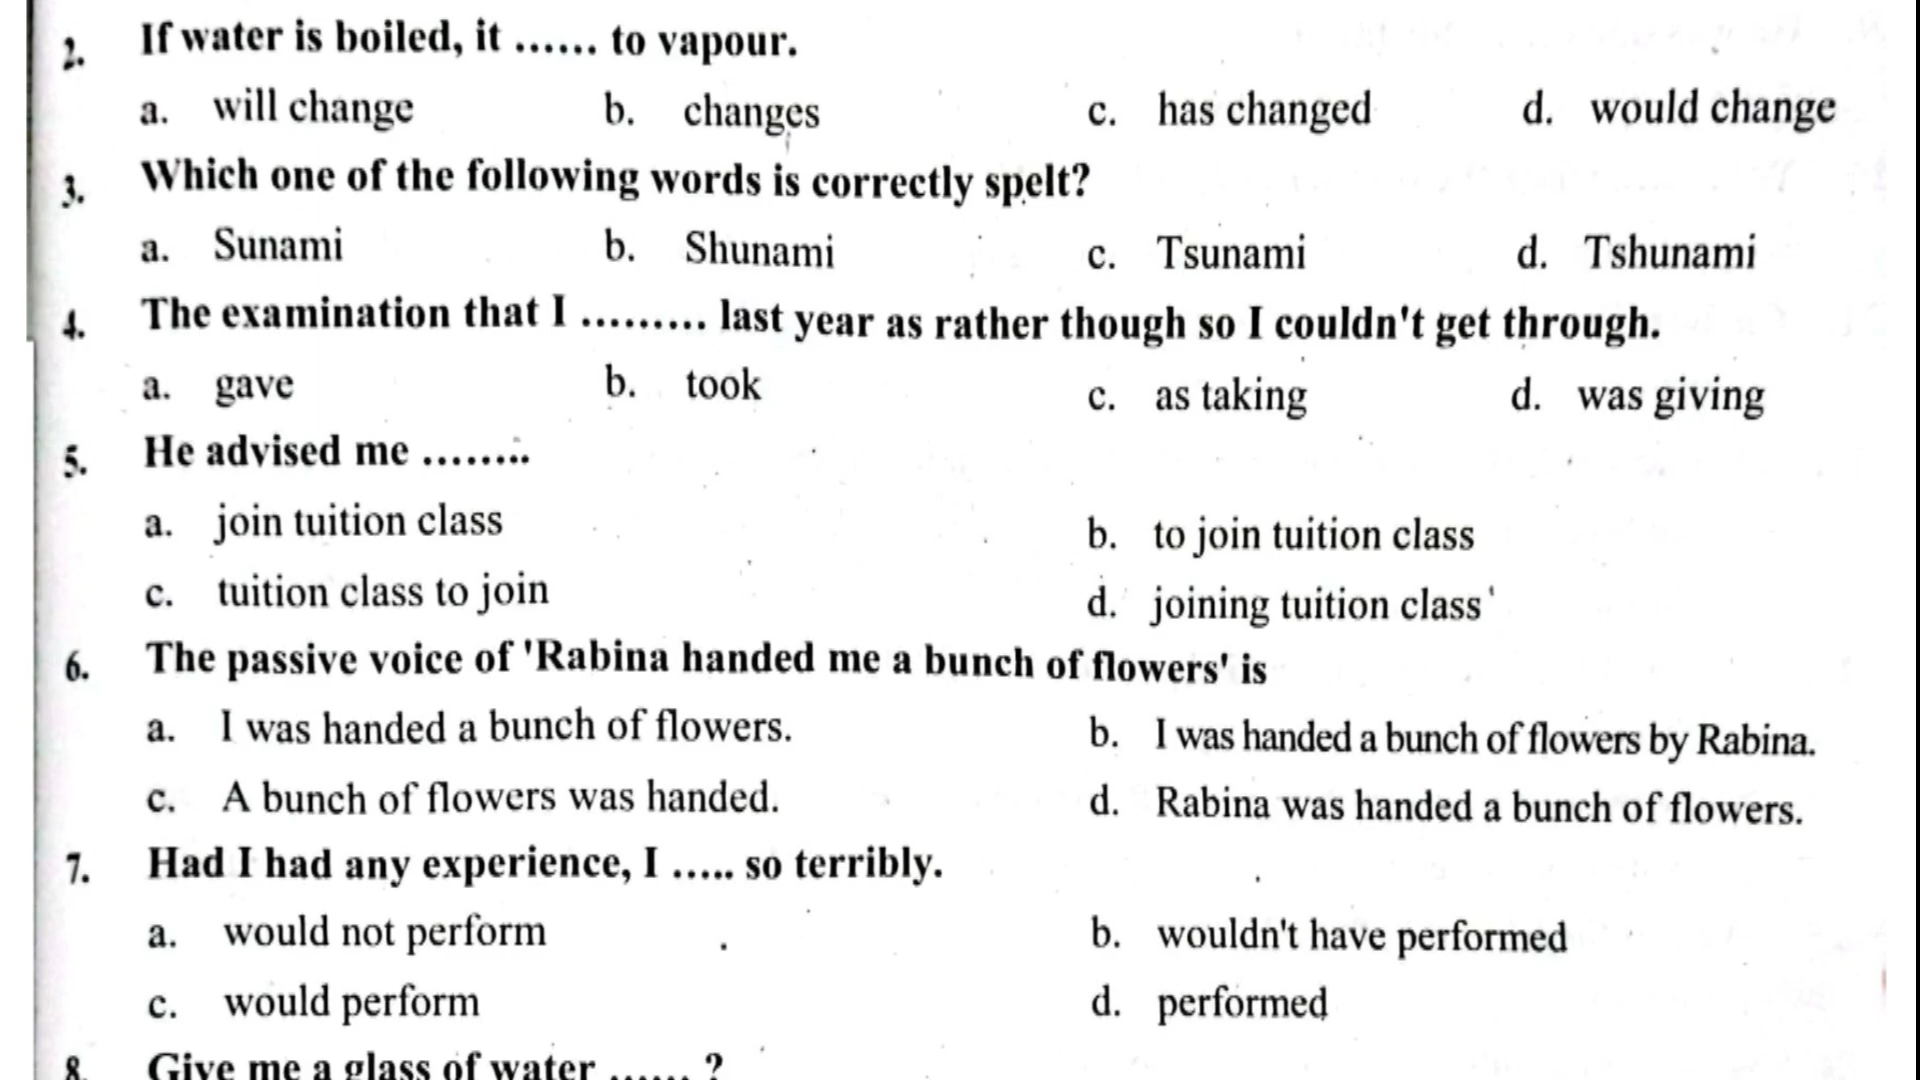 2. If water is boiled, it ...... to vapour.
a. will change b. changes c. has changed d. would change
3. Which one of the following words is correctly spelt?
a. Sunami b. Shunami c. Tsunami d. Tshunami
4. The examination that I ......... last year as rather though so I couldn't get through.
a. gave b. took c. as taking d. was giving
5. He advised me ........
a. join tuition class b. to join tuition class
c. tuition class to join d. joining tuition class
6. The passive voice of 'Rabina handed me a bunch of flowers' is
a. I was handed a bunch of flowers. b. I was handed a bunch of flowers by Rabina.
c. A bunch of flowers was handed. d. Rabina was handed a bunch of flowers.
7. Had I had any experience, I ..... so terribly.
a. would not perform b. wouldn't have performed
c. would perform d. performed
8. Give me a glass of water ...... ?